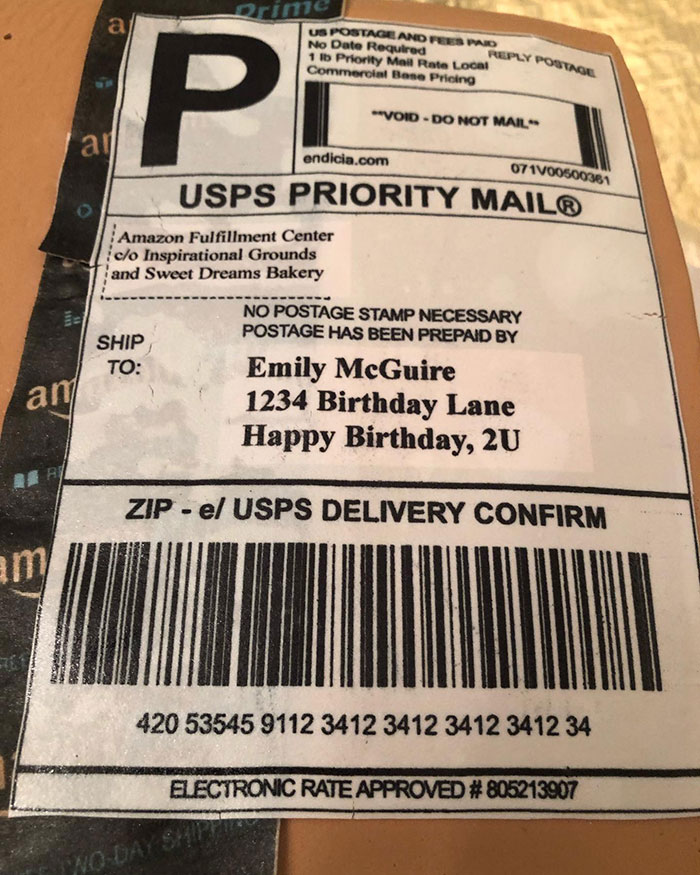 Prime
P
US POSTAGE AND FEES PAID
REPLY POSTAGE
No Date Required
1 lb Priority Mail Rate Local
Commercial Base Pricing
**VOID - DO NOT MAIL**
endicia.com
071V00500361
USPS PRIORITY MAIL®
Amazon Fulfillment Center
c/o Inspirational Grounds
and Sweet Dreams Bakery
NO POSTAGE STAMP NECESSARY
POSTAGE HAS BEEN PREPAID BY
SHIP
TO:
Emily McGuire
1234 Birthday Lane
Happy Birthday, 2U
ZIP - e/ USPS DELIVERY CONFIRM
420 53545 9112 3412 3412 3412 3412 34
ELECTRONIC RATE APPROVED # 805213907
TWO-DAY SHIPPING